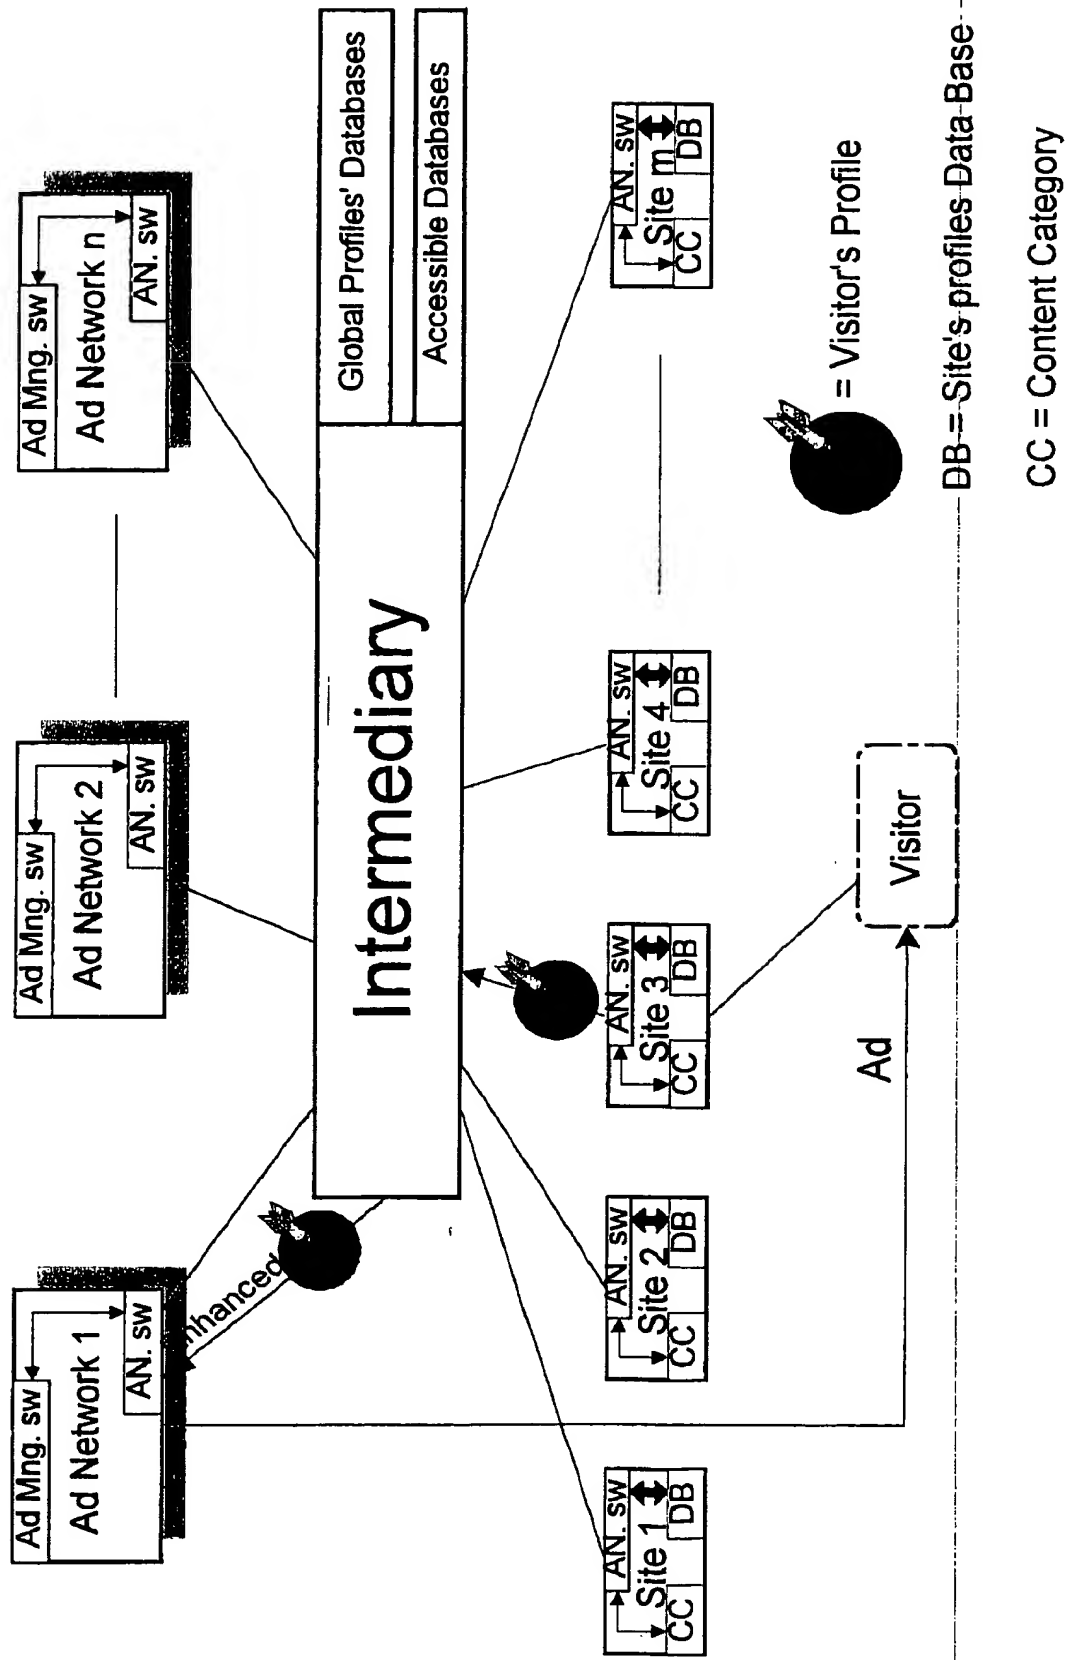 Ad Mng. sw
Ad Network 1
AN. sw
Ad Mng. sw
Ad Network 2
AN. sw
Ad Mng. sw
Ad Network n
AN. sw
nhanced
Intermediary
Global Profiles' Databases
Accessible Databases
AN. sw
Site 1
CC
DB
AN. sw
Site 2
CC
DB
AN. sw
Site 3
CC
DB
AN. sw
Site 4
CC
DB
AN. sw
Site m
CC
DB
Ad
Visitor
= Visitor's Profile
DB = Site's profiles Data Base
CC = Content Category